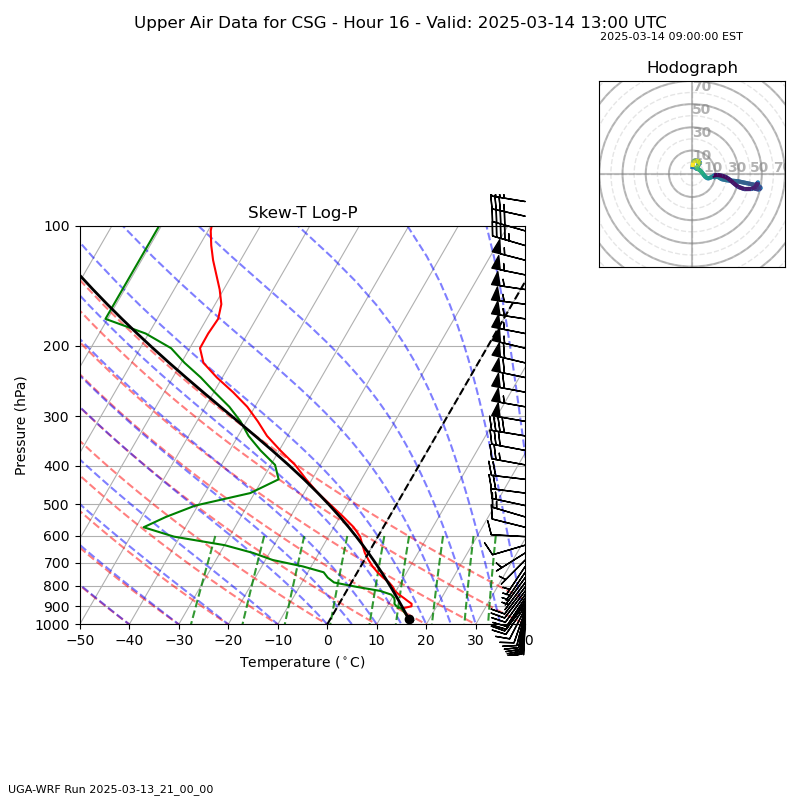 Upper Air Data for CSG - Hour 16 - Valid: 2025-03-14 13:00 UTC
2025-03-14 09:00:00 EST
Hodograph
70
50
30
10
10 30 50 70
Skew-T Log-P
100
200
300
400
500
600
700
800
900
1000
Pressure (hPa)
−50 −40 −30 −20 −10 0 10 20 30 40
Temperature (°C)
UGA-WRF Run 2025-03-13_21_00_00